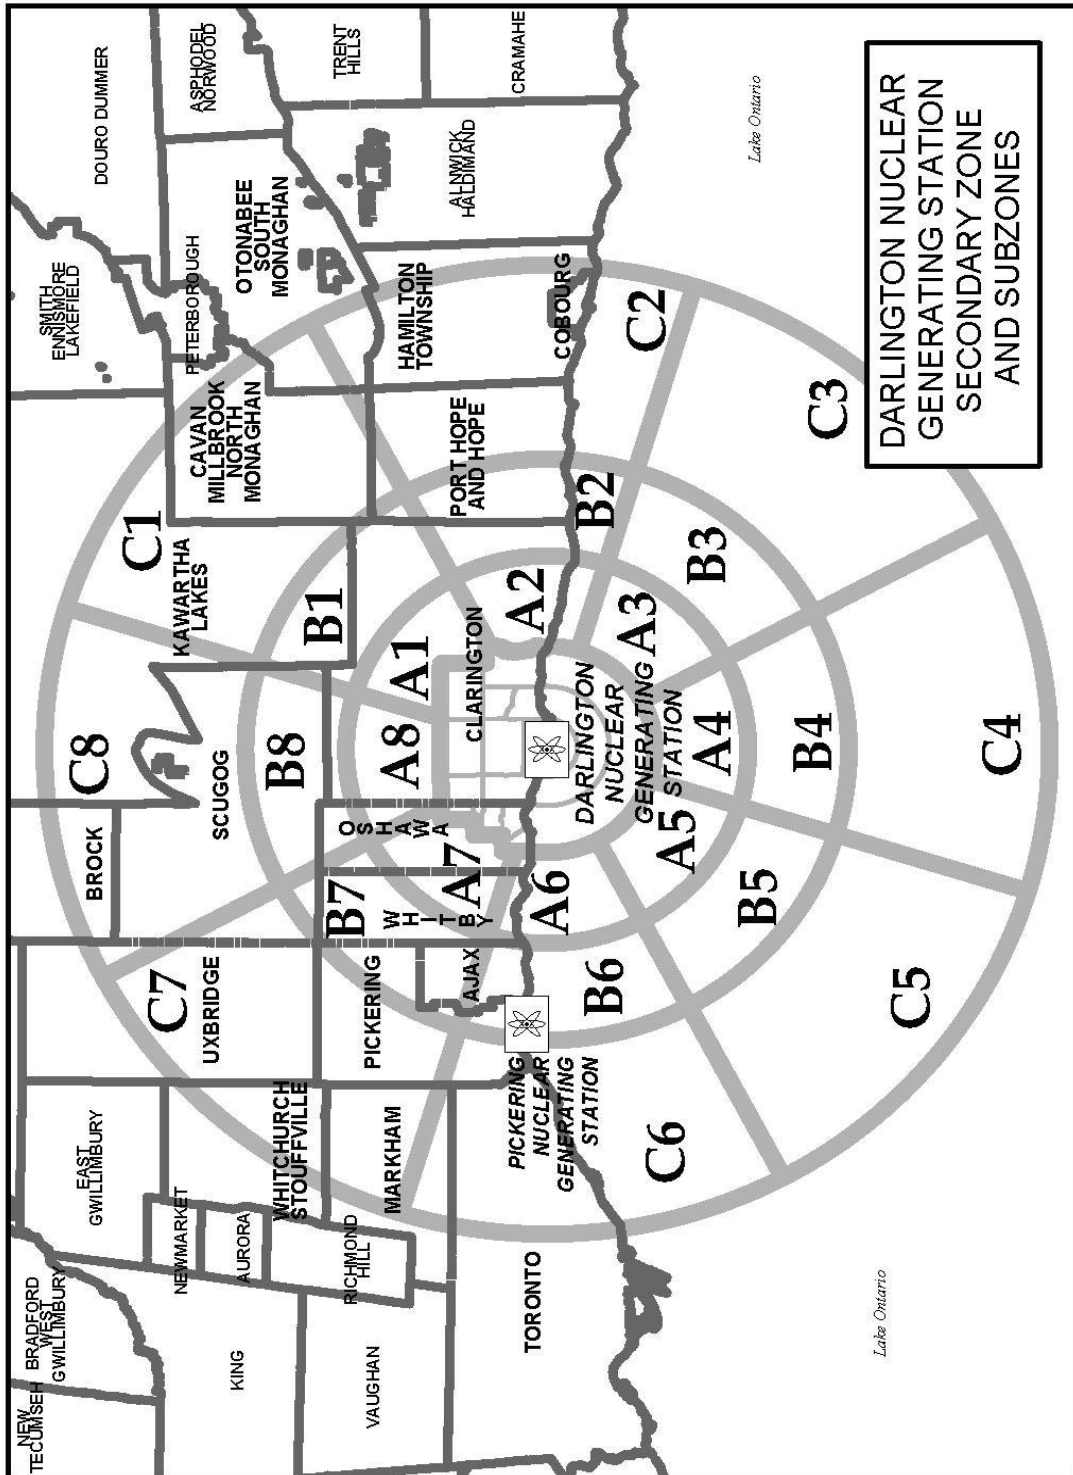 NEW
TECUMSEH
BRADFORD
WEST
GWILLIMBURY
EAST
GWILLIMBURY
BROCK
C8
SMITH
ENNISMORE
LAKEFIELD
DOURO DUMMER
NEWMARKET
C7
UXBRIDGE
SCUGOG
C1
KAWARTHA
LAKES
CAVAN
MILLBROOK
NORTH
MONAGHAN
PETERBOROUGH
ASPHODEL
NORWOOD
OTONABEE
SOUTH
MONAGHAN
KING
AURORA
WHITCHURCH
STOUFFVILLE
B8
B1
TRENT
HILLS
RICHMOND
HILL
VAUGHAN
MARKHAM
PICKERING
B7
OSHAWA
WHITBY
A7
A8
A1
HAMILTON
TOWNSHIP
AJAX
CLARINGTON
PORT HOPE
AND HOPE
ALNWICK
HALDIMAND
CRAMAHE
TORONTO
PICKERING
NUCLEAR
GENERATING
STATION
A6
A2
COBOURG
DARLINGTON
NUCLEAR
GENERATING
STATION
B6
B2
C6
A5
A4
A3
C2
B5
B4
B3
C5
C4
C3
Lake Ontario
Lake Ontario
DARLINGTON NUCLEAR
GENERATING STATION
SECONDARY ZONE
AND SUBZONES